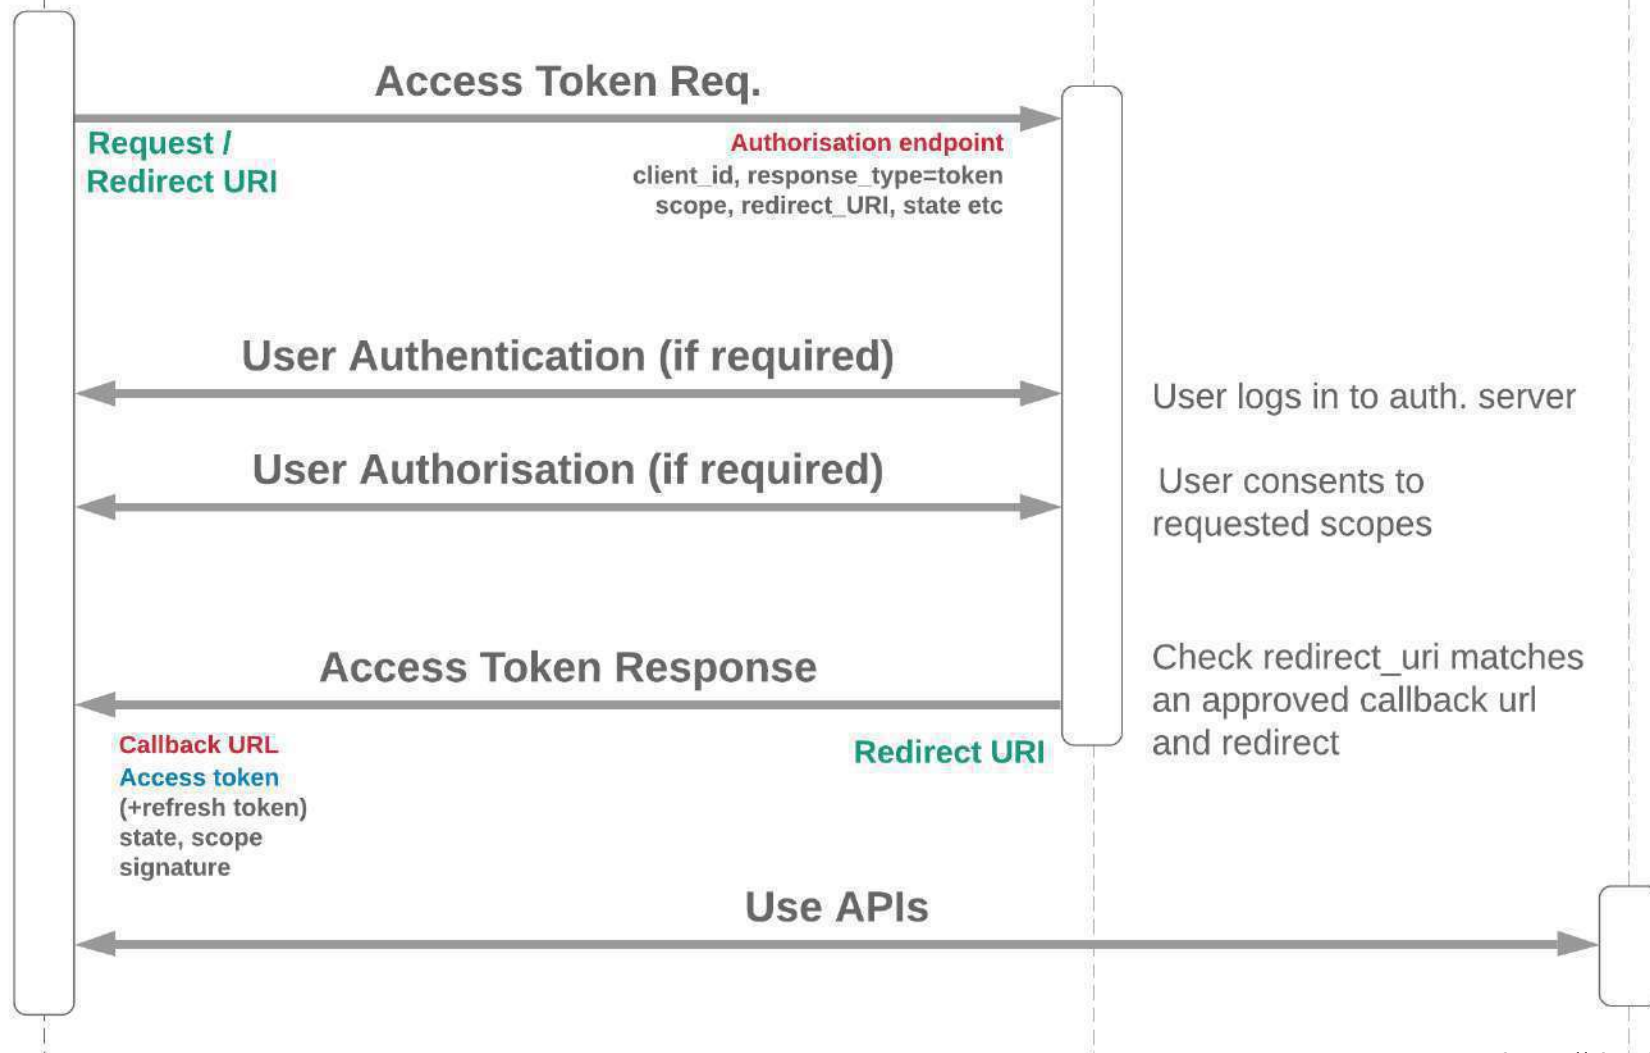 Access Token Req.
Request /
Redirect URI
Authorisation endpoint
client_id, response_type=token
scope, redirect_URI, state etc
User Authentication (if required)
User logs in to auth. server
User Authorisation (if required)
User consents to
requested scopes
Access Token Response
Check redirect_uri matches
an approved callback url
and redirect
Callback URL
Access token
(+refresh token)
state, scope
signature
Redirect URI
Use APIs